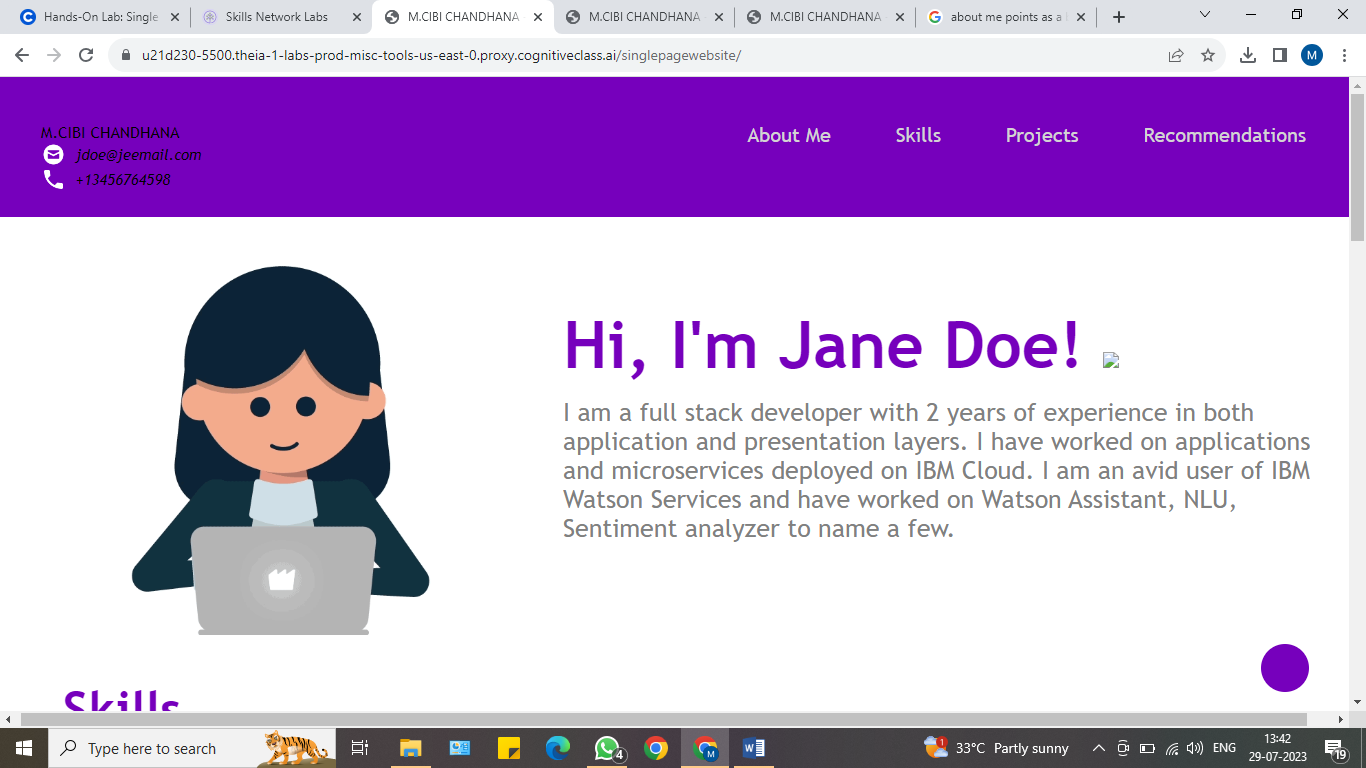 Hands-On Lab: Single
Skills Network Labs
M.CIBI CHANDHANA
M.CIBI CHANDHANA
M.CIBI CHANDHANA
about me points as a
u21d230-5500.theia-1-labs-prod-misc-tools-us-east-0.proxy.cognitiveclass.ai/singlepagewebsite/
M
M.CIBI CHANDHANA
jdoe@jeemail.com
+13456764598
About Me
Skills
Projects
Recommendations
Hi, I'm Jane Doe!
I am a full stack developer with 2 years of experience in both
application and presentation layers. I have worked on applications
and microservices deployed on IBM Cloud. I am an avid user of IBM
Watson Services and have worked on Watson Assistant, NLU,
Sentiment analyzer to name a few.
Skills
Type here to search
4
M
W
1
33°C Partly sunny
ENG
13:42
29-07-2023
19